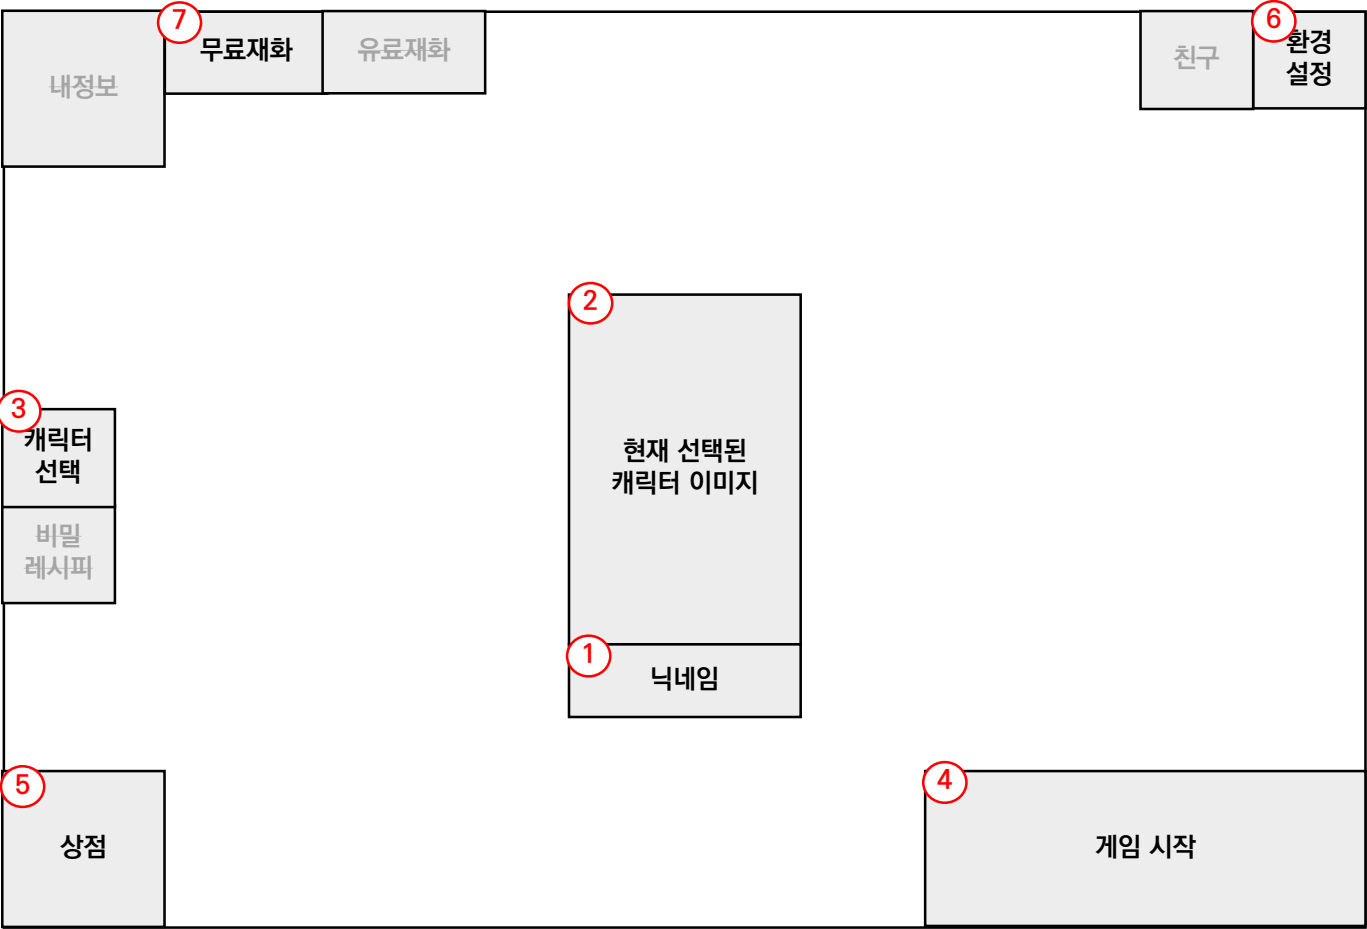 7
무료재화
유료재화
내정보
친구
6
환경
설정
2
현재 선택된
캐릭터 이미지
3
캐릭터
선택
비밀
레시피
1
닉네임
5
상점
4
게임 시작